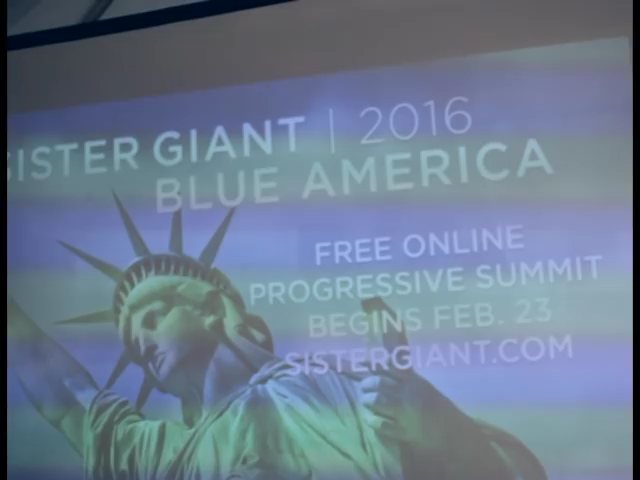 SISTER GIANT | 2016
BLUE AMERICA
FREE ONLINE
PROGRESSIVE SUMMIT
BEGINS FEB. 23
SISTERGIANT.COM